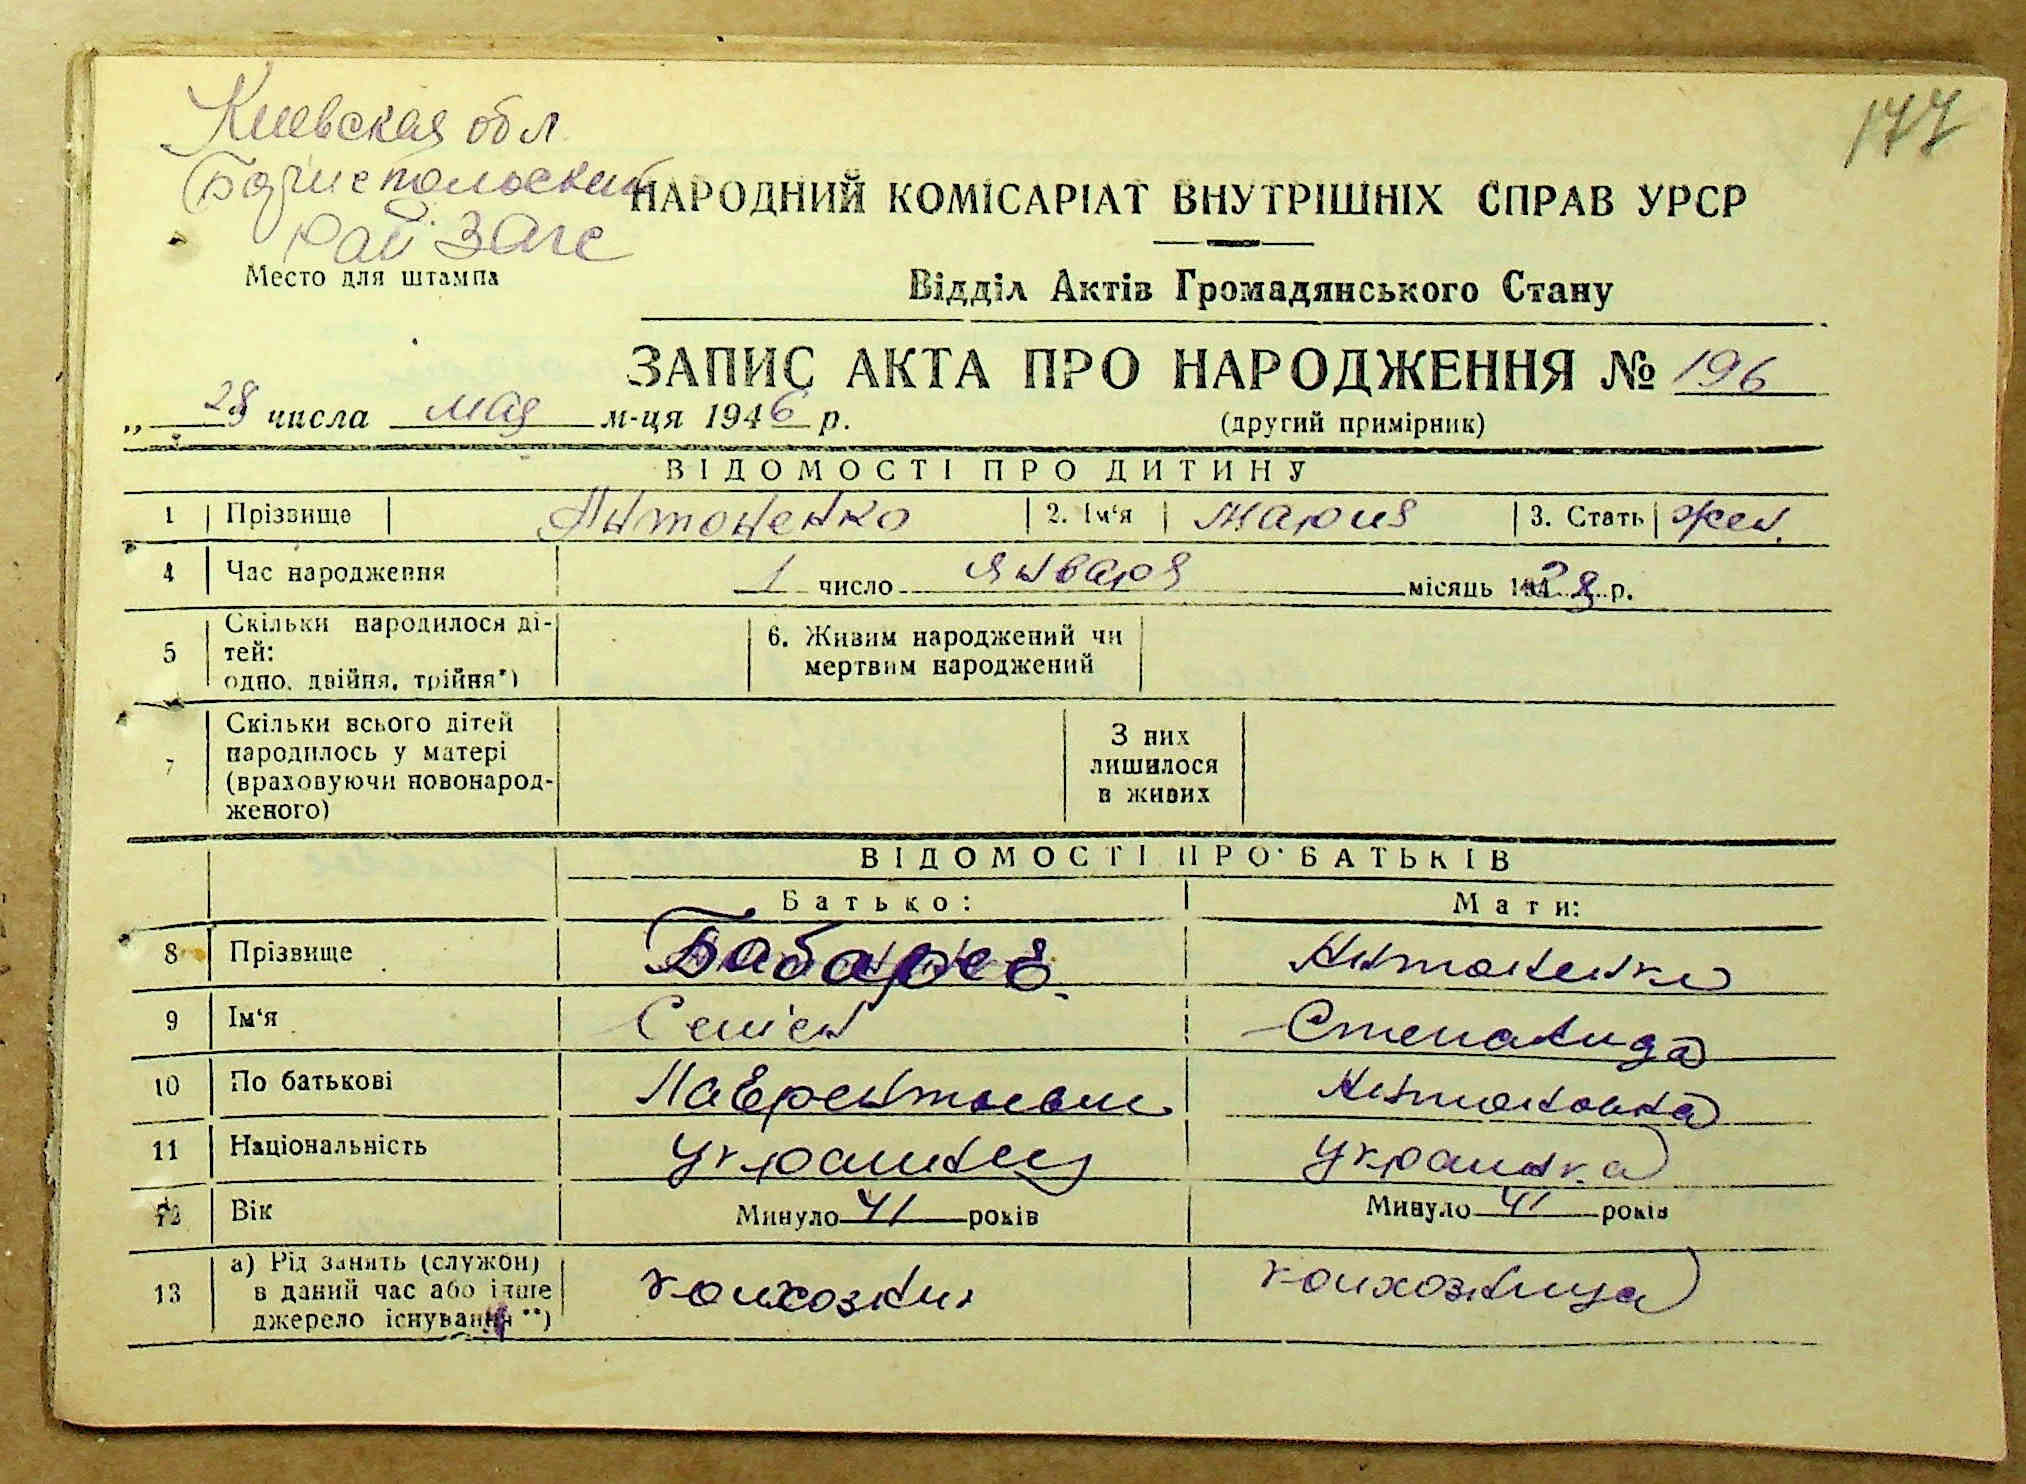 Киевская обл
177
Бориспольский
НАРОДНИЙ КОМІСАРІАТ ВНУТРІШНІХ СПРАВ УРСР
рай ЗАГС
Место для штампа
Відділ Актів Громадянського Стану
ЗАПИС АКТА ПРО НАРОДЖЕННЯ № 196
„ 28 числа мая м-ця 1946 р.
(другий примірник)
ВІДОМОСТІ ПРО ДИТИНУ
1 Прізвище Антоненко 2. Ім‘я Мария 3. Стать жен.
4 Час народження 1 число января місяць р.
5 Скільки народилося ді-
тей:
одно, двійня, трійня*)
6. Живим народжений чи
мертвим народжений
7 Скільки всього дітей
народилось у матері
(враховуючи новонарод-
женого)
З них
лишилося
в живих
ВІДОМОСТІ ПРО БАТЬКІВ
Батько: Мати:
8 Прізвище Антоненко
9 Ім‘я Семен Степанида
10 По батькові Лаврентьевич Антоновна
11 Національність украинец украинка
12 Вік Минуло 41 років Минуло 41 років
13 а) Рід занять (служби)
в даний час або інше
джерело існування **)
колхозник колхозница